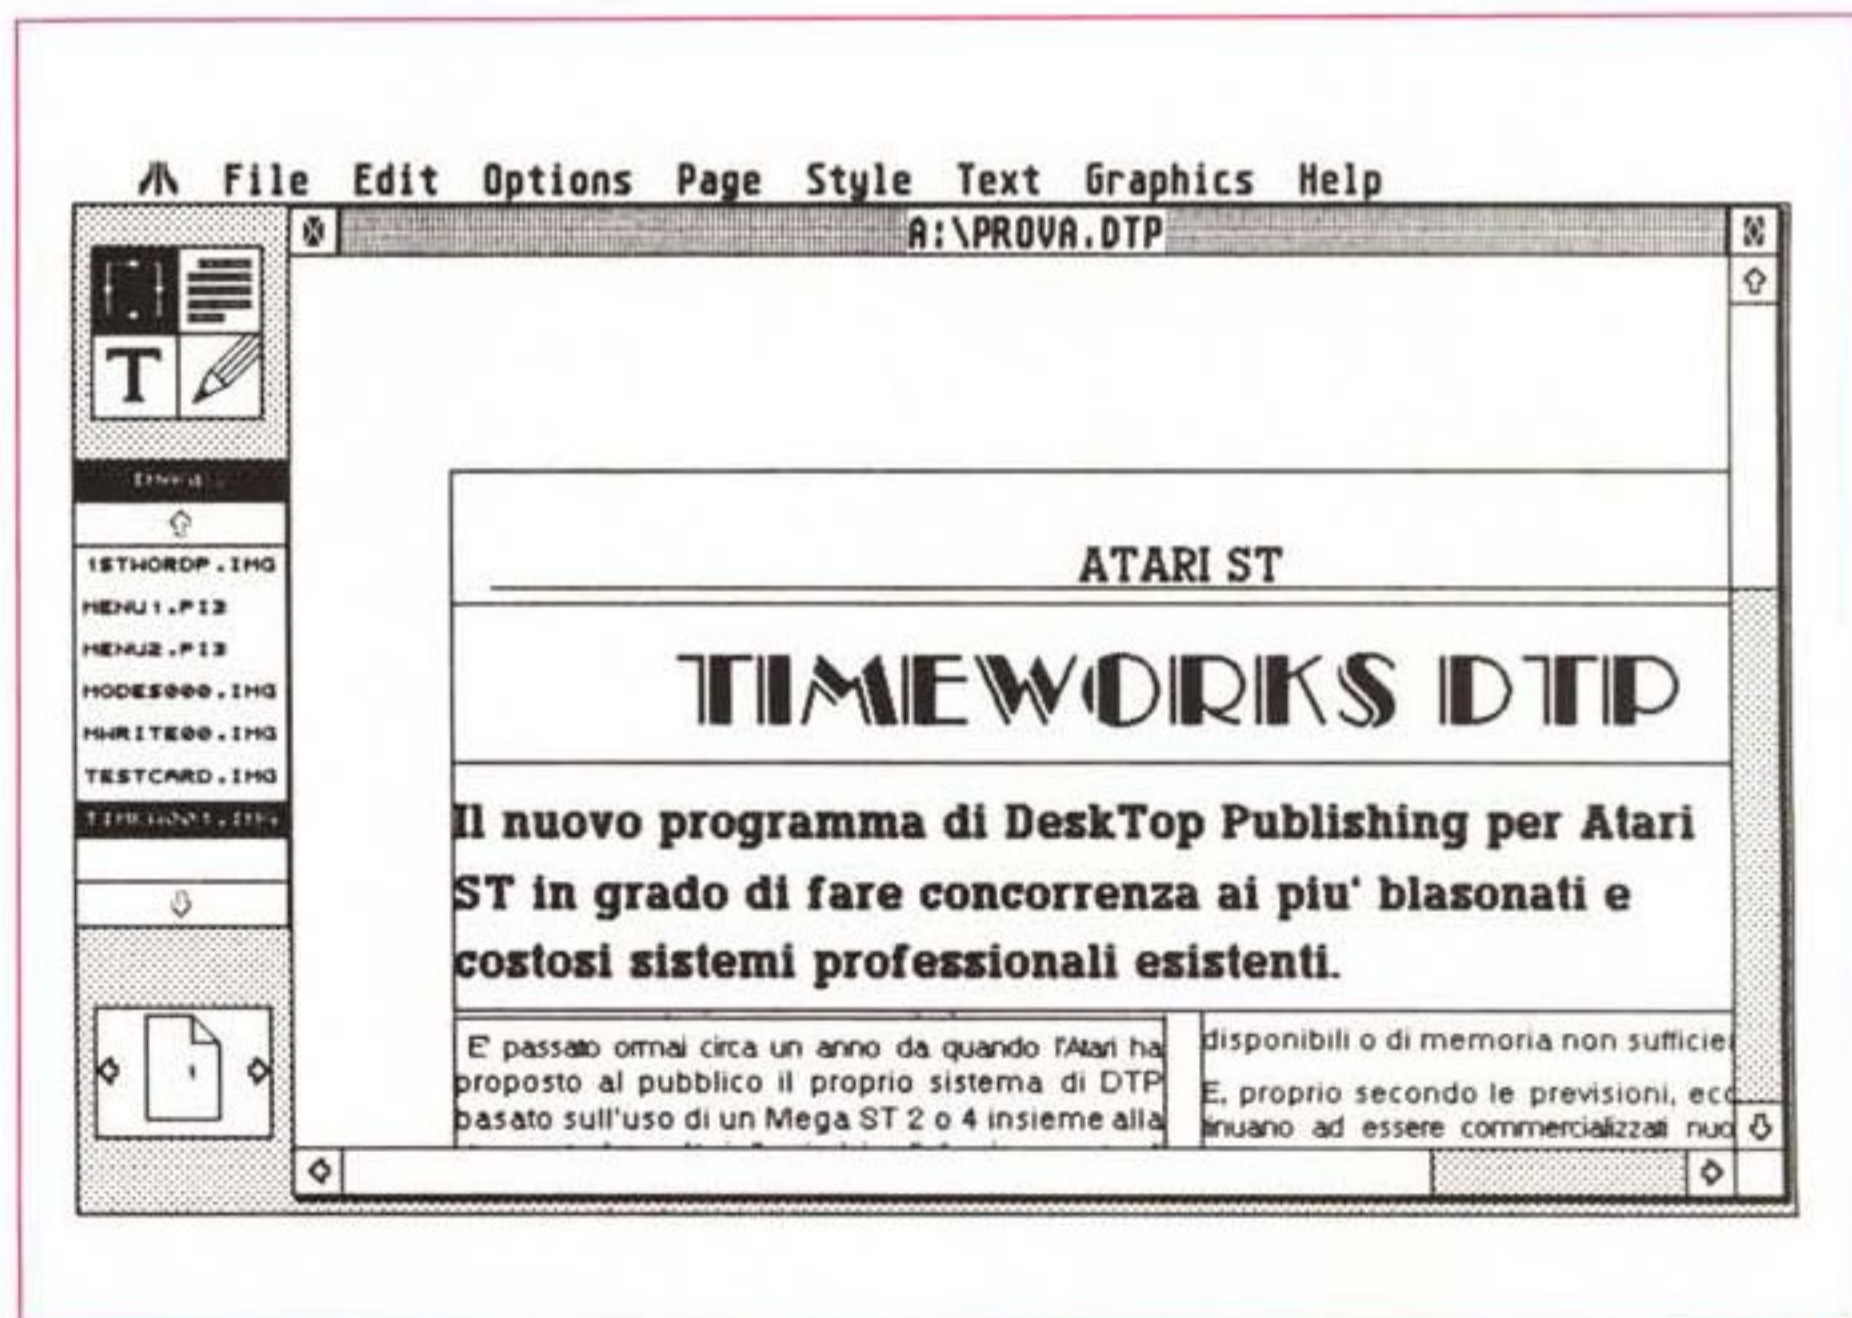 File Edit Options Page Style Text Graphics Help
A:\PROVA.DTP
T
1STWORDP.IMG
MENU1.PI3
MENU2.PI3
MODES000.IMG
MWRITE00.IMG
TESTCARD.IMG
1
ATARI ST
TIMEWORKS DTP
Il nuovo programma di DeskTop Publishing per Atari
ST in grado di fare concorrenza ai piu' blasonati e
costosi sistemi professionali esistenti.
E' passato ormai circa un anno da quando l'Atari ha
proposto al pubblico il proprio sistema di DTP
basato sull'uso di un Mega ST 2 o 4 insieme alla
disponibili o di memoria non sufficie
E, proprio secondo le previsioni, ecc
tinuano ad essere commercializzati nuo